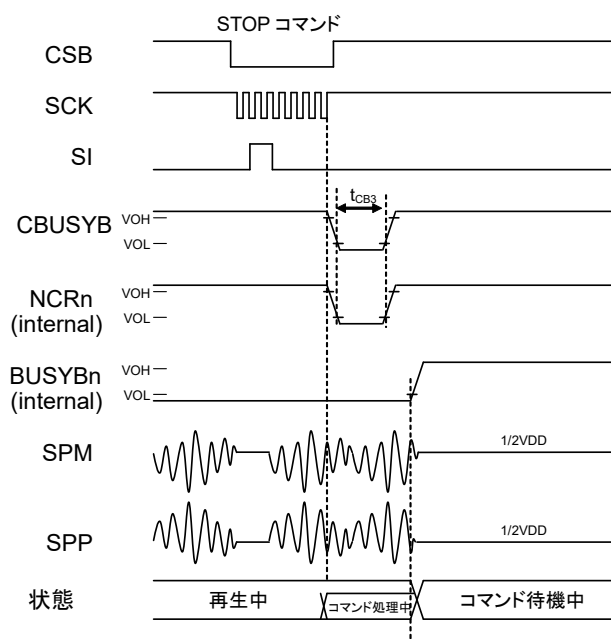 STOP コマンド
CSB
SCK
SI
tCB3
CBUSYB
VOH
VOL
NCRn
(internal)
VOH
VOL
BUSYBn
(internal)
VOH
VOL
SPM
1/2VDD
SPP
1/2VDD
状態
再生中
コマンド処理中
コマンド待機中